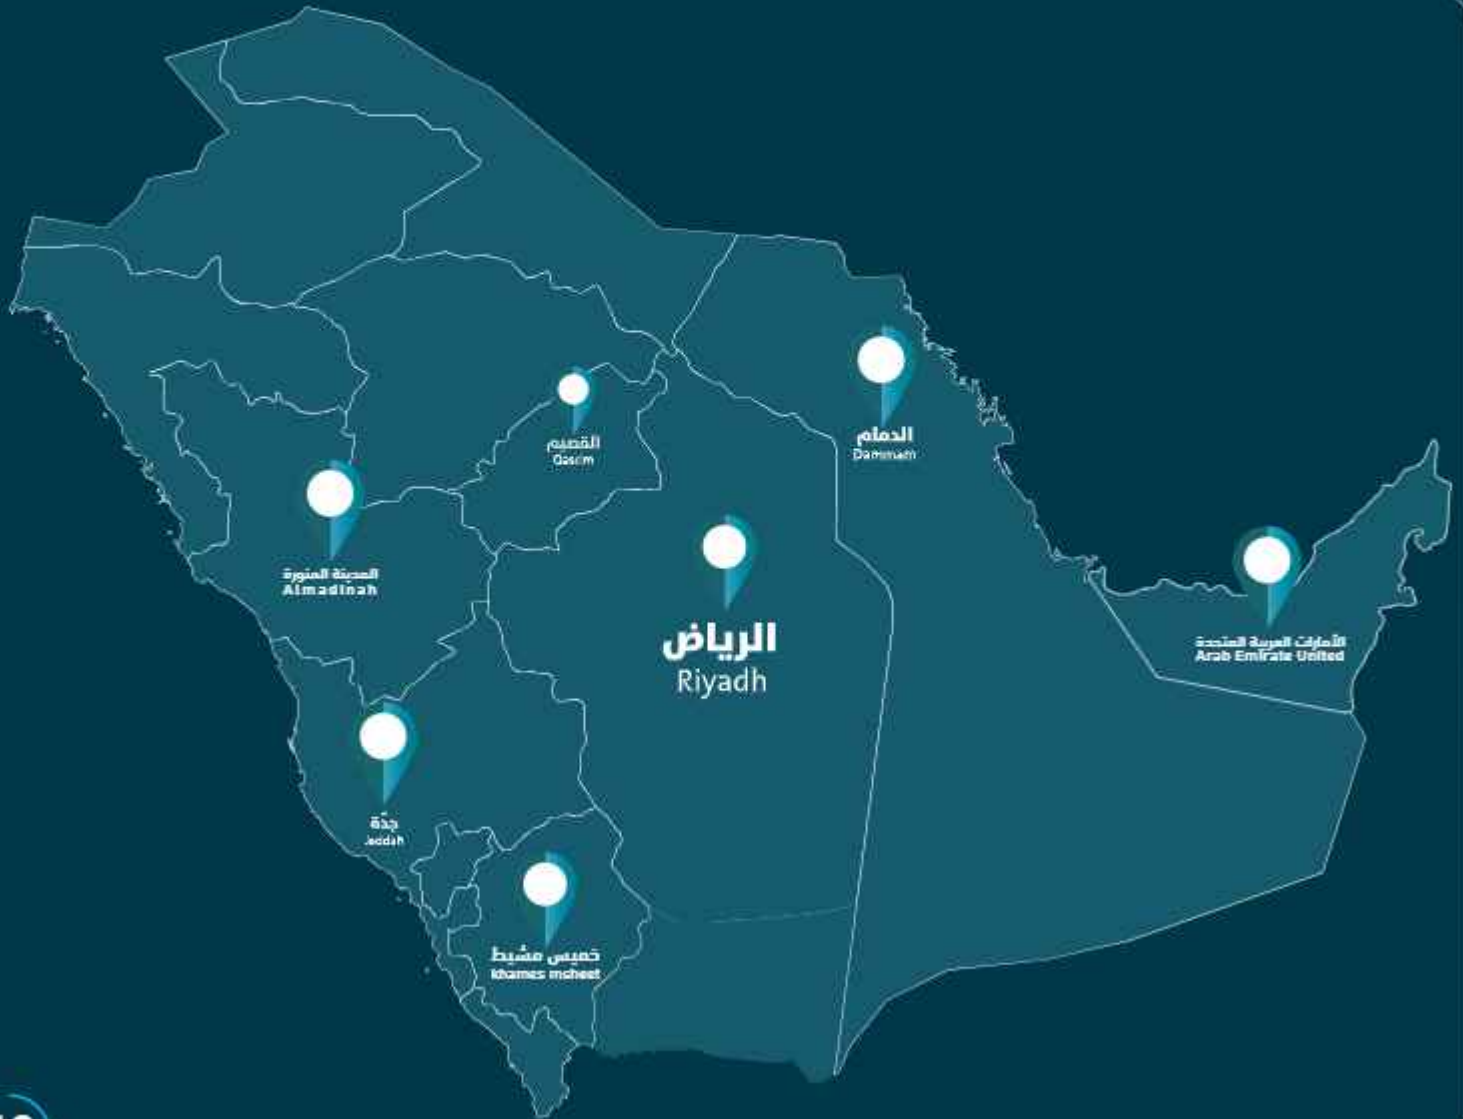 الدمام
Dammam
القصيم
Qasim
المدينة المنورة
Almadinah
الرياض
Riyadh
الأمارات العربية المتحدة
Arab Emirate United
جدّة
Jeddah
خميس مشيط
khames msheet